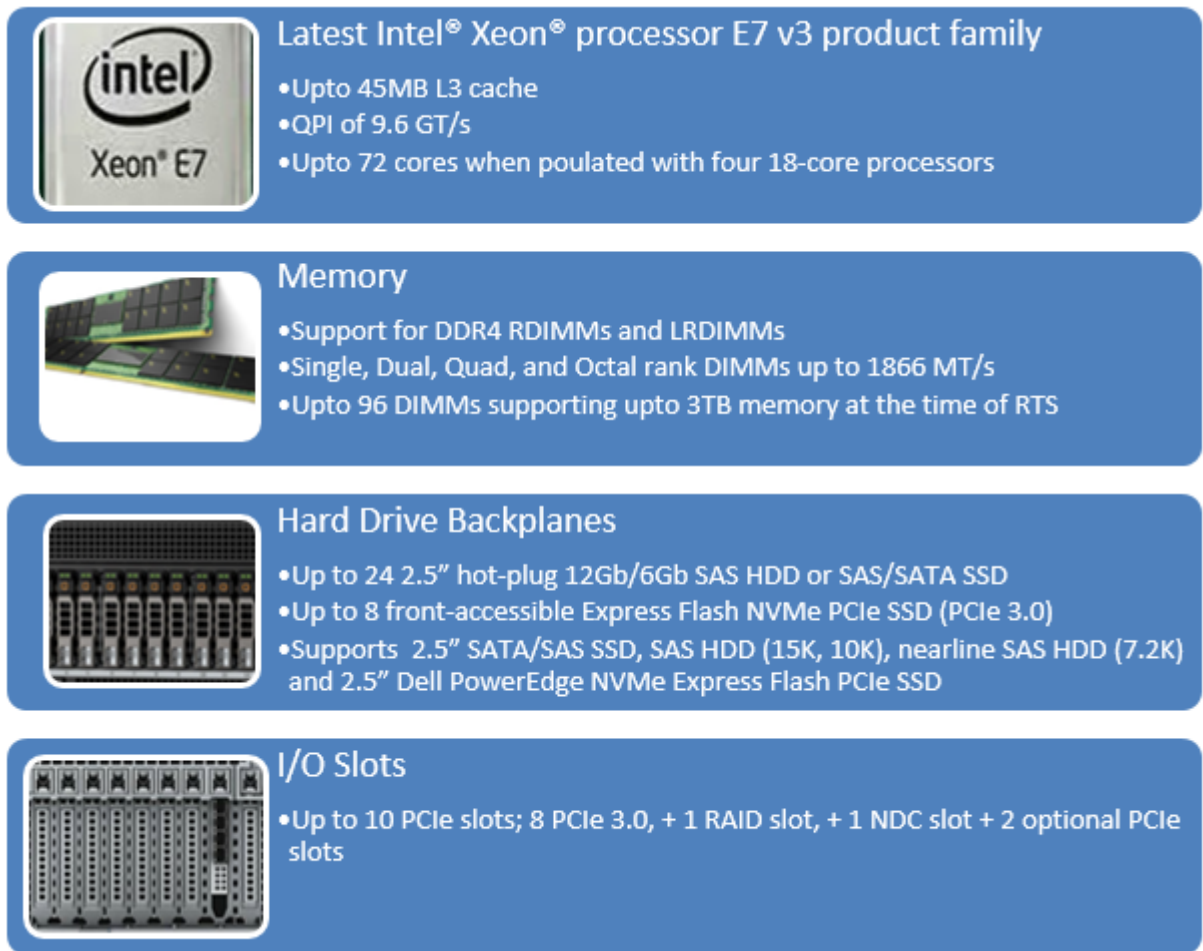 intel
Xeon® E7
Latest Intel® Xeon® processor E7 v3 product family
•Upto 45MB L3 cache
•QPI of 9.6 GT/s
•Upto 72 cores when poulated with four 18-core processors
Memory
•Support for DDR4 RDIMMs and LRDIMMs
•Single, Dual, Quad, and Octal rank DIMMs up to 1866 MT/s
•Upto 96 DIMMs supporting upto 3TB memory at the time of RTS
Hard Drive Backplanes
•Up to 24 2.5” hot-plug 12Gb/6Gb SAS HDD or SAS/SATA SSD
•Up to 8 front-accessible Express Flash NVMe PCIe SSD (PCIe 3.0)
•Supports 2.5” SATA/SAS SSD, SAS HDD (15K, 10K), nearline SAS HDD (7.2K)
and 2.5” Dell PowerEdge NVMe Express Flash PCIe SSD
I/O Slots
•Up to 10 PCIe slots; 8 PCIe 3.0, + 1 RAID slot, + 1 NDC slot + 2 optional PCIe
slots